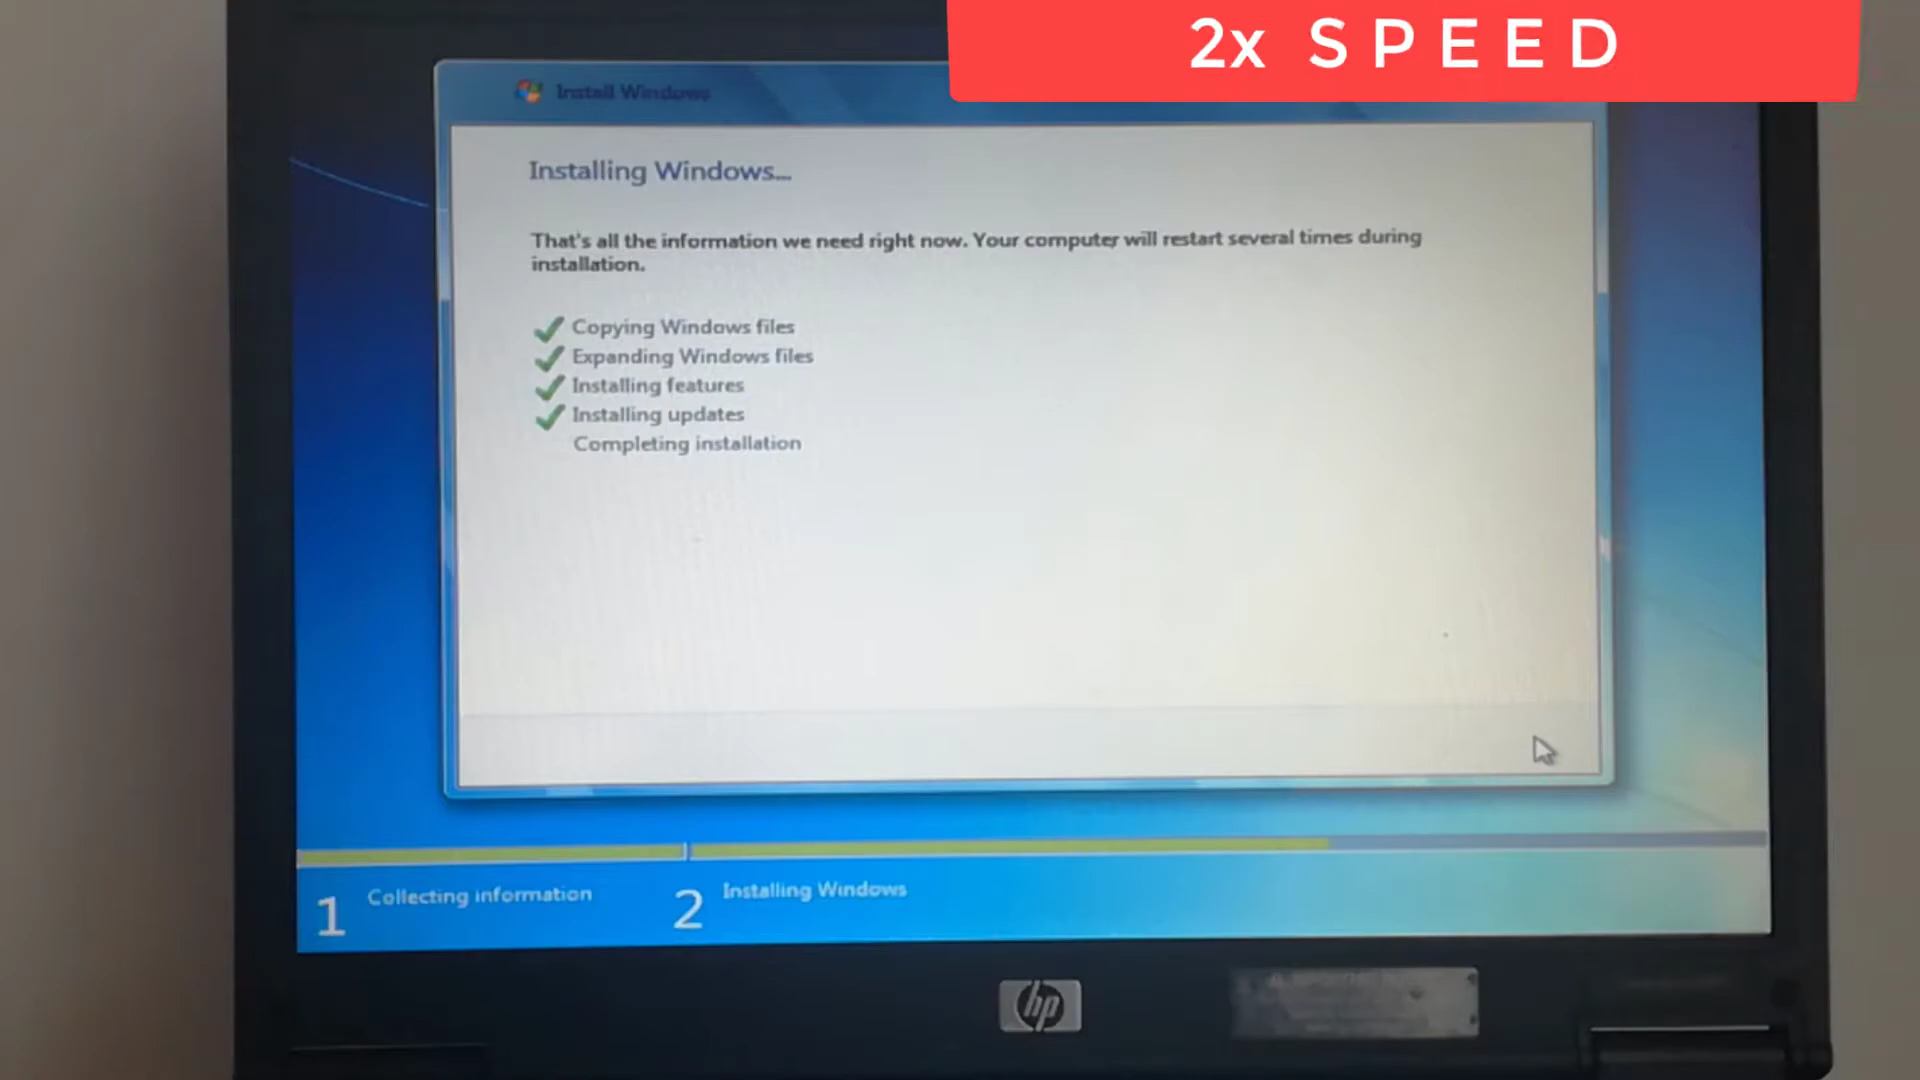 2x SPEED
Install Windows
Installing Windows...
That's all the information we need right now. Your computer will restart several times during
installation.
Copying Windows files
Expanding Windows files
Installing features
Installing updates
Completing installation
1 Collecting information
2 Installing Windows
hp